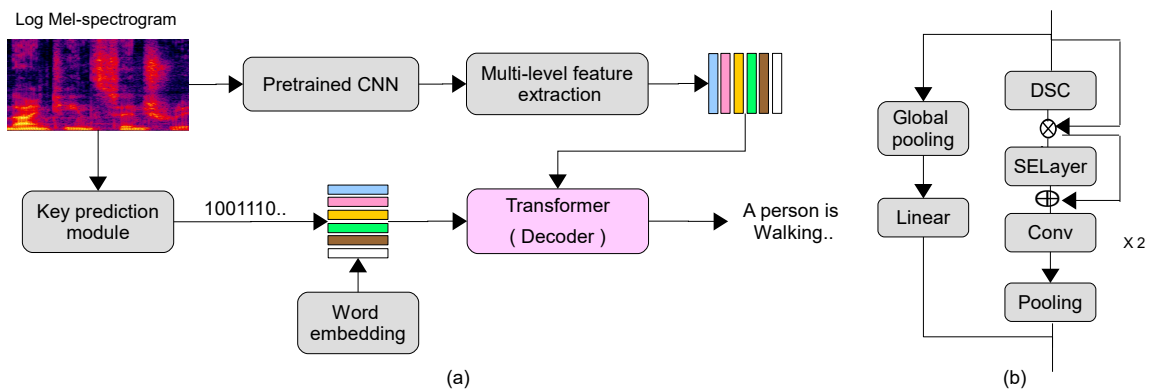 Log Mel-spectrogram
Pretrained CNN
Multi-level feature
extraction
Key prediction
module
1001110..
Word
embedding
Transformer
( Decoder )
A person is
Walking..
(a)
Global
pooling
Linear
DSC
SELayer
Conv
Pooling
X 2
(b)